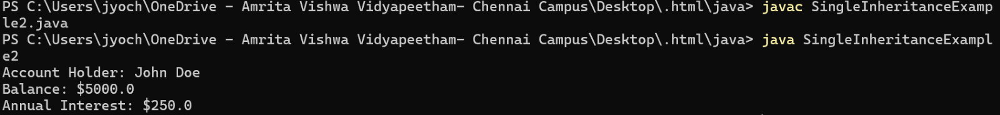 PS C:\Users\jyoch\OneDrive - Amrita Vishwa Vidyapeetham- Chennai Campus\Desktop\.html\java> javac SingleInheritanceExamp
le2.java
PS C:\Users\jyoch\OneDrive - Amrita Vishwa Vidyapeetham- Chennai Campus\Desktop\.html\java> java SingleInheritanceExampl
e2
Account Holder: John Doe
Balance: $5000.0
Annual Interest: $250.0